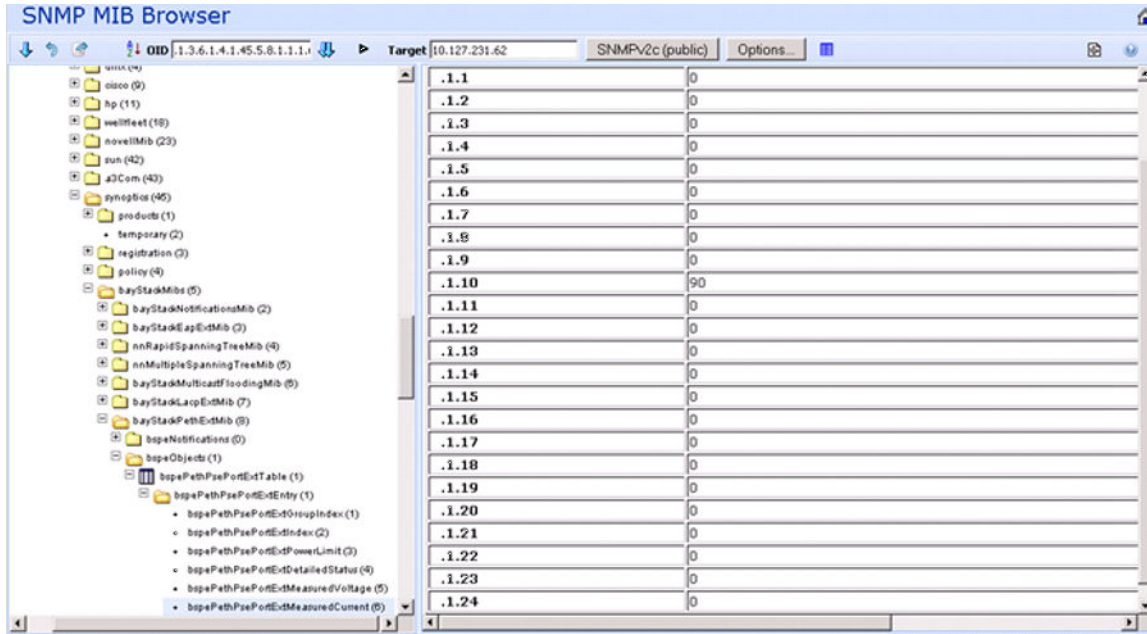 SNMP MIB Browser
OID .1.3.6.1.4.1.45.5.8.1.1.1. Target 10.127.231.62 SNMPv2c (public) Options...
cisco (9)
hp (11)
wellfleet (18)
novellMib (23)
sun (42)
a3Com (43)
synoptics (45)
products (1)
temporary (2)
registration (3)
policy (4)
bayStackMibs (5)
bayStackNotificationsMib (2)
bayStackEapExtMib (3)
nnRapidSpanningTreeMib (4)
nnMultipleSpanningTreeMib (5)
bayStackMulticastFloodingMib (6)
bayStackLacpExtMib (7)
bayStackPethExtMib (8)
bspeNotifications (0)
bspeObjects (1)
bspePethPsePortExtTable (1)
bspePethPsePortExtEntry (1)
bspePethPsePortExtGroupIndex (1)
bspePethPsePortExtIndex (2)
bspePethPsePortExtPowerLimit (3)
bspePethPsePortExtDetailedStatus (4)
bspePethPsePortExtMeasuredVoltage (5)
bspePethPsePortExtMeasuredCurrent (6)
.1.1 0
.1.2 0
.1.3 0
.1.4 0
.1.5 0
.1.6 0
.1.7 0
.1.8 0
.1.9 0
.1.10 90
.1.11 0
.1.12 0
.1.13 0
.1.14 0
.1.15 0
.1.16 0
.1.17 0
.1.18 0
.1.19 0
.1.20 0
.1.21 0
.1.22 0
.1.23 0
.1.24 0